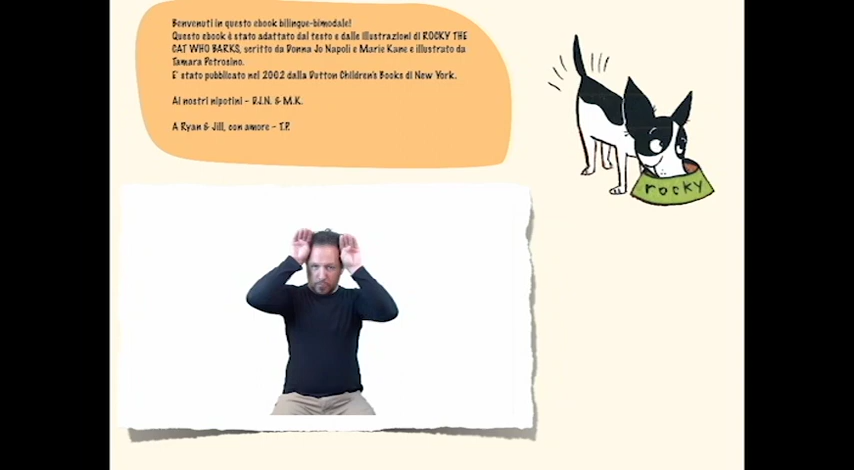 Benvenuti in questo ebook bilingue-bimodale!
Questo ebook è stato adattato dal testo e dalle illustrazioni di ROCKY THE
CAT WHO BARKS, scritto da Donna Jo Napoli e Marie Kane e illustrato da
Tamara Petrosino.
E' stato pubblicato nel 2002 dalla Dutton Children's Books di New York.
Ai nostri nipotini - D.J.N. & M.K.
A Ryan & Jill, con amore - T.P.
rocky